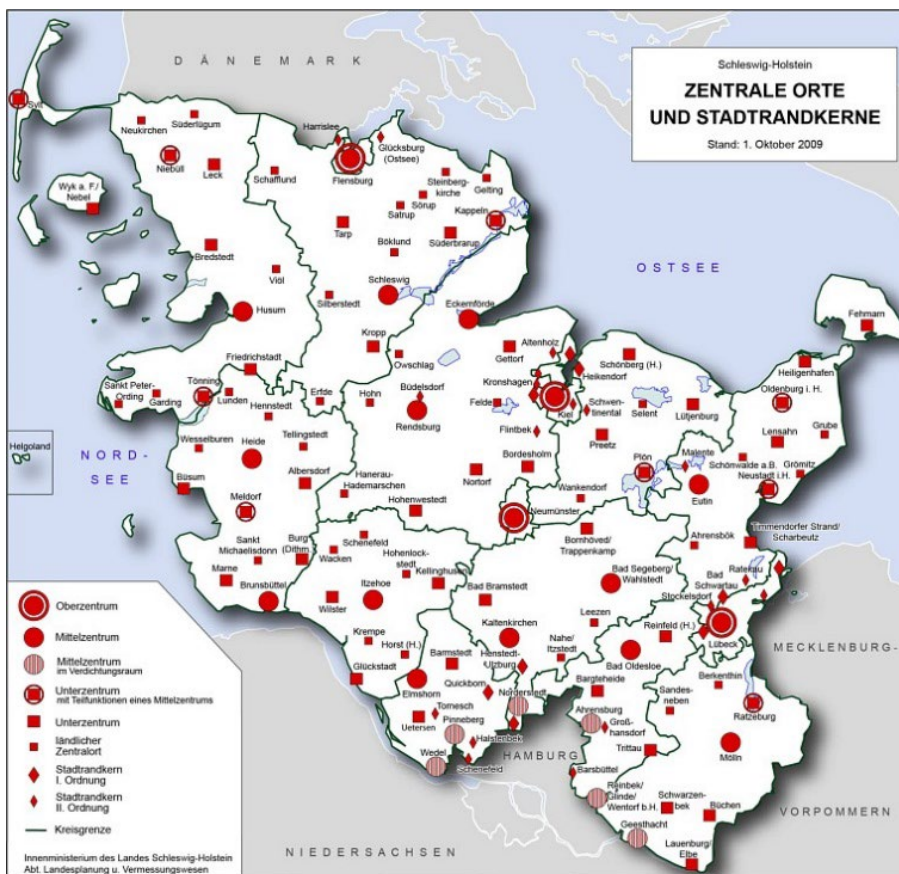 Schleswig-Holstein
ZENTRALE ORTE
UND STADTRANDKERNE
Stand: 1. Oktober 2009
DÄNEMARK
Sylt
Neukirchen
Süderlügum
Harrislee
Glücksburg
(Ostsee)
Niebüll
Leck
Schafflund
Flensburg
Steinberg-
kirche
Gelting
Wyk a. F./
Nebel
Sörup
Satrup
Kappeln
Tarp
Süderbrarup
Bredstedt
Böklund
OSTSEE
Viöl
Schleswig
Silberstedt
Eckernförde
Husum
Fehmarn
Kropp
Owschlag
Gettorf
Altenholz
Schönberg (H.)
Heiligenhafen
Friedrichstadt
Heikendorf
Oldenburg i. H.
Sankt Peter-
Ording
Garding
Tönning
Lunden
Hennstedt
Erfde
Hohn
Büdelsdorf
Kronshagen
Felde
Kiel
Schwen-
tinental
Selent
Lütjenburg
Rendsburg
Flintbek
Preetz
Lensahn
Grube
Helgoland
NORD-
SEE
Wesselburen
Heide
Tellingstedt
Bordesholm
Plön
Malente
Schönwalde a.B.
Grömitz
Neustadt i.H.
Büsum
Albersdorf
Hanerau-
Hademarschen
Nortorf
Eutin
Meldorf
Hohenwestedt
Wankendorf
Neumünster
Timmendorfer Strand/
Scharbeutz
Sankt
Michaelisdonn
Burg
(Dithm.)
Schenefeld
Wacken
Hohenlock-
stedt
Bornhöved/
Trappenkamp
Ahrensbök
Marne
Brunsbüttel
Itzehoe
Kellinghusen
Bad Bramstedt
Bad Segeberg/
Wahlstedt
Ratekau
Bad
Schwartau
Stockelsdorf
Wilster
Leezen
Reinfeld (H.)
Lübeck
MECKLENBURG-
Krempe
Horst (H.)
Kaltenkirchen
Nahe/
Itzstedt
Bad Oldesloe
Glückstadt
Barmstedt
Henstedt-
Ulzburg
Bargteheide
Berkenthin
Elmshorn
Quickborn
Norderstedt
Sandes-
neben
Ratzeburg
Uetersen
Tornesch
Pinneberg
Ahrensburg
Groß-
hansdorf
Halstenbek
HAMBURG
Trittau
Mölln
Wedel
Schenefeld
Barsbüttel
Reinbek/
Glinde/
Wentorf b.H.
Schwarzen-
bek
Büchen
VORPOMMERN
Geesthacht
Lauenburg/
Elbe
NIEDERSACHSEN
Oberzentrum
Mittelzentrum
Mittelzentrum
im Verdichtungsraum
Unterzentrum
mit Teilfunktionen eines Mittelzentrums
Unterzentrum
ländlicher
Zentralort
Stadtrandkern
I. Ordnung
Stadtrandkern
II. Ordnung
Kreisgrenze
Innenministerium des Landes Schleswig-Holstein
Abt. Landesplanung u. Vermessungswesen